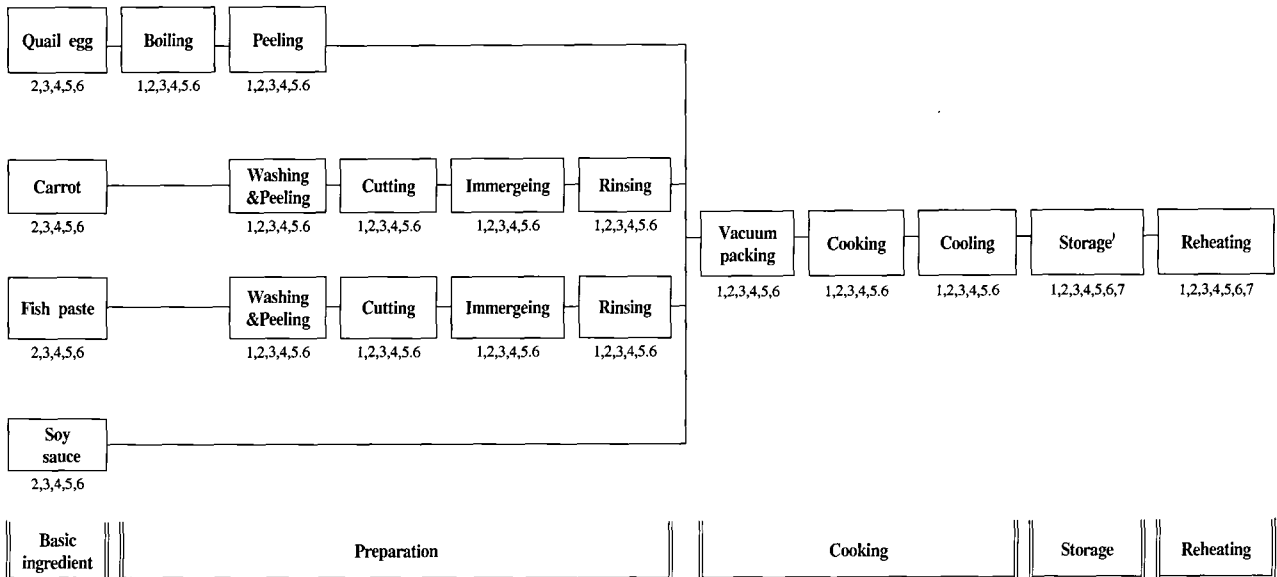 Quail egg Boiling Peeling
2,3,4,5,6 1,2,3,4,5.6 1,2,3,4,5.6
Carrot Washing &Peeling Cutting Immergeing Rinsing
2,3,4,5,6 1,2,3,4,5.6 1,2,3,4,5.6 1,2,3,4,5.6 1,2,3,4,5.6
Vacuum packing Cooking Cooling Storage⁾ Reheating
1,2,3,4,5,6 1,2,3,4,5.6 1,2,3,4,5.6 1,2,3,4,5,6,7 1,2,3,4,5,6,7
Fish paste Washing &Peeling Cutting Immergeing Rinsing
2,3,4,5,6 1,2,3,4,5.6 1,2,3,4,5.6 1,2,3,4,5.6 1,2,3,4,5.6
Soy
sauce
2,3,4,5,6
Basic ingredient Preparation Cooking Storage Reheating